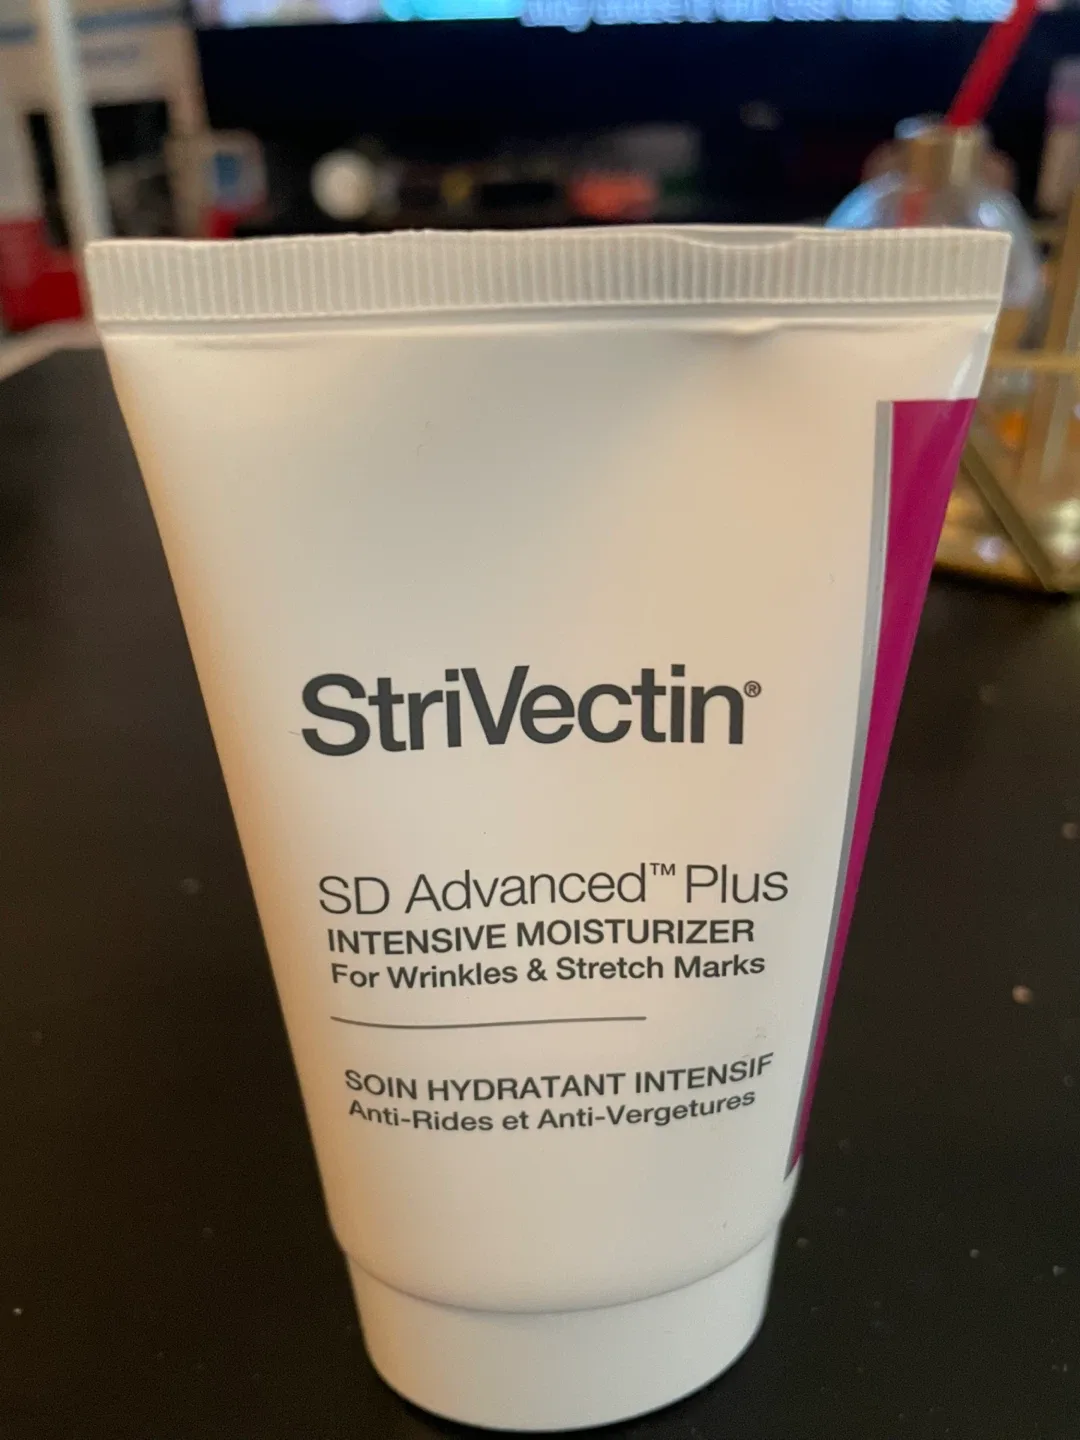 StriVectin®
SD Advanced™ Plus
INTENSIVE MOISTURIZER
For Wrinkles & Stretch Marks
SOIN HYDRATANT INTENSIF
Anti-Rides et Anti-Vergetures